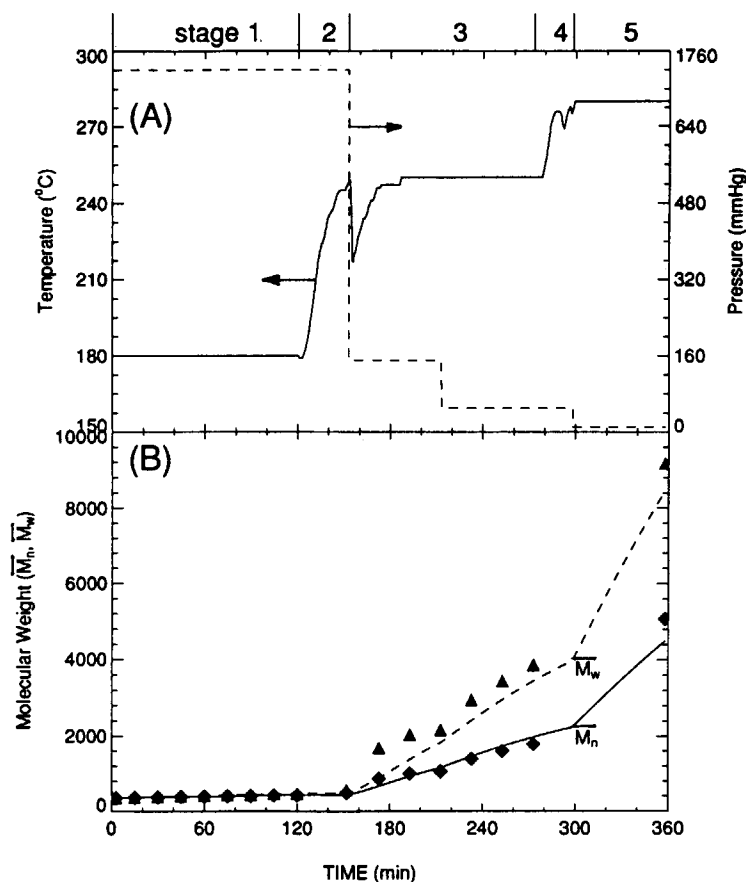 stage 1. 2 3 4 5
300 1760
(A)
270 640
240 480
210 320
180 160
150 0
Temperature (°C)
Pressure (mmHg)
10000
(B)
8000
6000
4000
2000
0
Molecular Weight (M̅n, M̅w)
M̅w
M̅n
0 60 120 180 240 300 360
TIME (min)